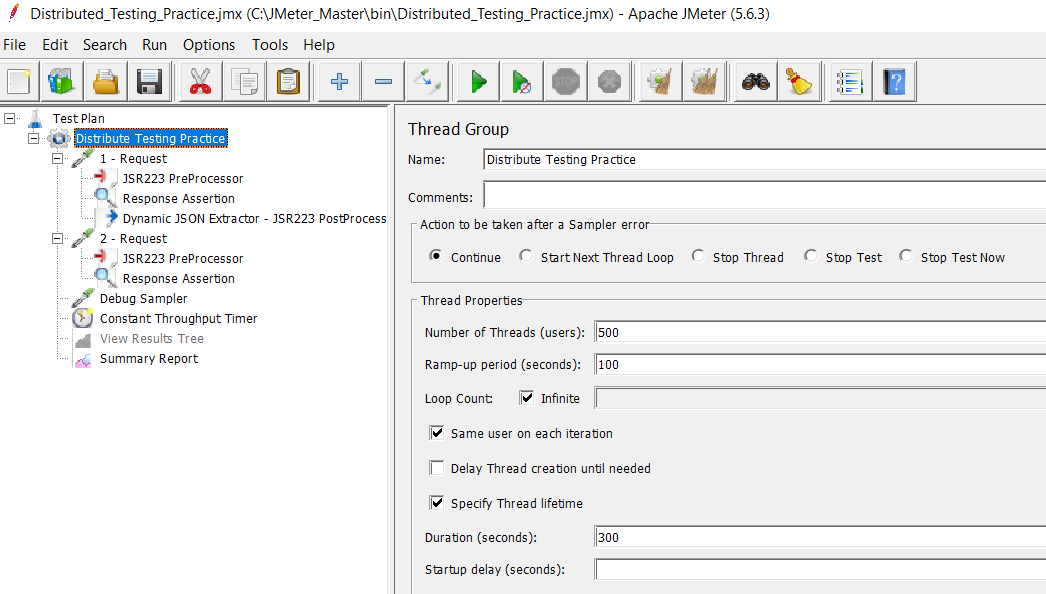 Distributed_Testing_Practice.jmx (C:\JMeter_Master\bin\Distributed_Testing_Practice.jmx) - Apache JMeter (5.6.3)
File Edit Search Run Options Tools Help
STOP
Test Plan
Distribute Testing Practice
1 - Request
JSR223 PreProcessor
Response Assertion
Dynamic JSON Extractor - JSR223 PostProcess
2 - Request
JSR223 PreProcessor
Response Assertion
Debug Sampler
Constant Throughput Timer
View Results Tree
Summary Report
Thread Group
Name: Distribute Testing Practice
Comments:
Action to be taken after a Sampler error
Continue Start Next Thread Loop Stop Thread Stop Test Stop Test Now
Thread Properties
Number of Threads (users): 500
Ramp-up period (seconds): 100
Loop Count: Infinite
Same user on each iteration
Delay Thread creation until needed
Specify Thread lifetime
Duration (seconds): 300
Startup delay (seconds):